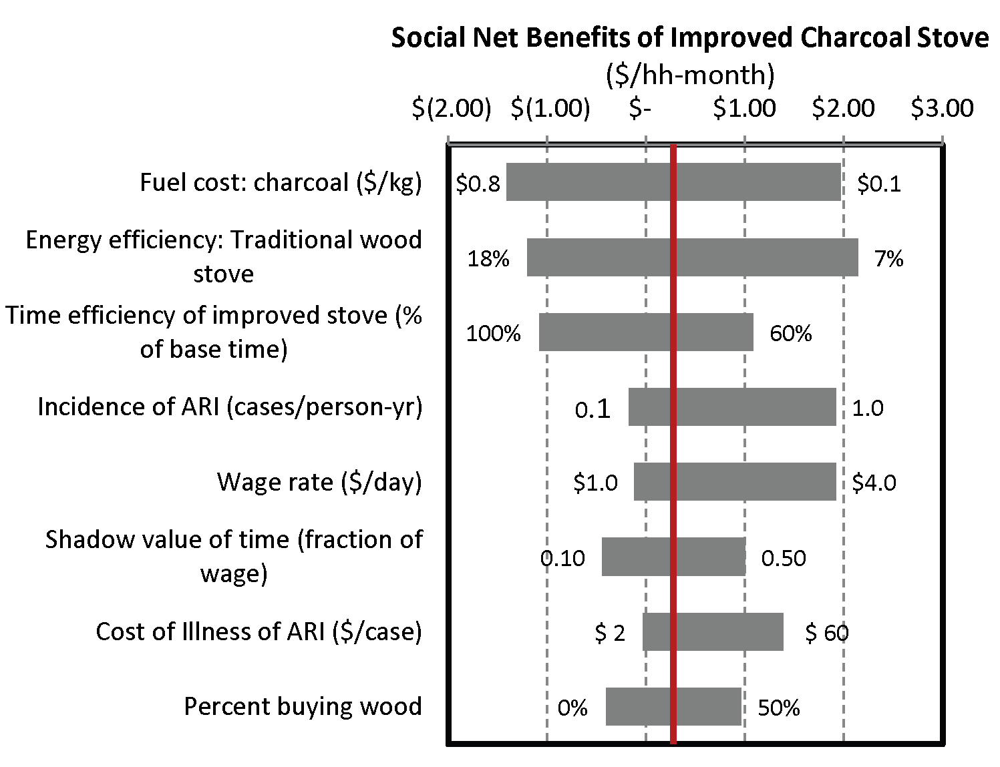 Social Net Benefits of Improved Charcoal Stove
($/hh-month)
$(2.00) $(1.00) $- $1.00 $2.00 $3.00
Fuel cost: charcoal ($/kg) $0.8 $0.1
Energy efficiency: Traditional wood
stove
18% 7%
Time efficiency of improved stove (%
of base time)
100% 60%
Incidence of ARI (cases/person-yr) 0.1 1.0
Wage rate ($/day) $1.0 $4.0
Shadow value of time (fraction of
wage)
0.10 0.50
Cost of Illness of ARI ($/case) $ 2 $ 60
Percent buying wood 0% 50%